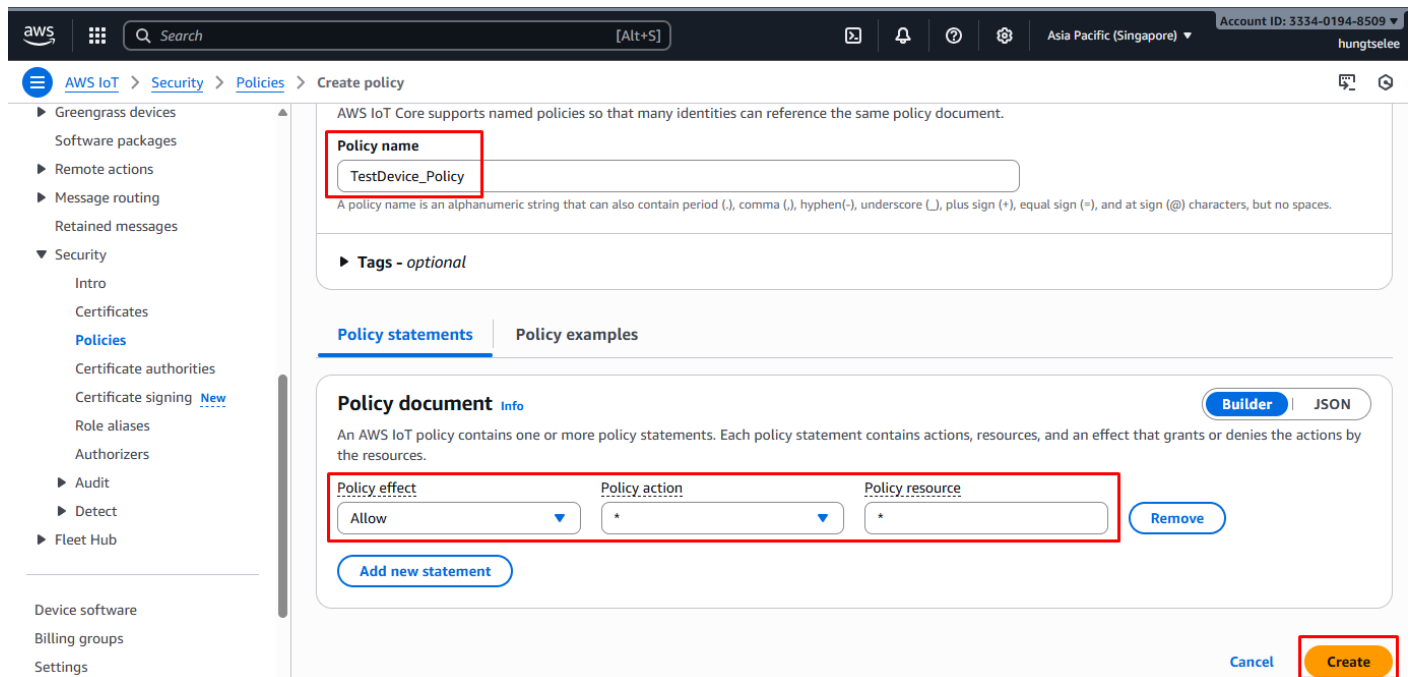 aws
Search
[Alt+S]
Asia Pacific (Singapore)
Account ID: 3334-0194-8509
hungtselee
AWS IoT > Security > Policies > Create policy
Greengrass devices
Software packages
Remote actions
Message routing
Retained messages
Security
Intro
Certificates
Policies
Certificate authorities
Certificate signing New
Role aliases
Authorizers
Audit
Detect
Fleet Hub
Device software
Billing groups
Settings
AWS IoT Core supports named policies so that many identities can reference the same policy document.
Policy name
TestDevice_Policy
A policy name is an alphanumeric string that can also contain period (.), comma (,), hyphen(-), underscore (_), plus sign (+), equal sign (=), and at sign (@) characters, but no spaces.
Tags - optional
Policy statements
Policy examples
Policy document Info
Builder | JSON
An AWS IoT policy contains one or more policy statements. Each policy statement contains actions, resources, and an effect that grants or denies the actions by
the resources.
Policy effect Policy action Policy resource
Allow * * Remove
Add new statement
Cancel Create